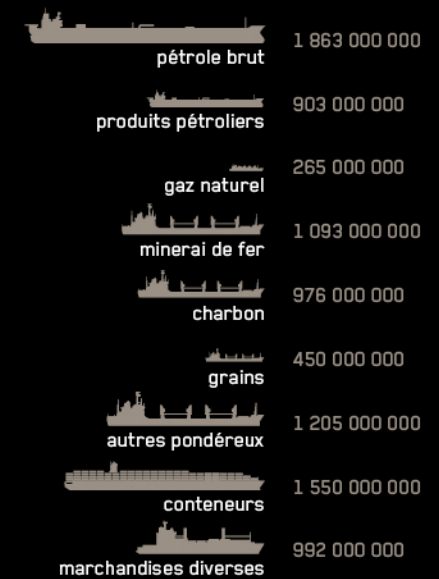 pétrole brut 1 863 000 000
produits pétroliers 903 000 000
gaz naturel 265 000 000
minerai de fer 1 093 000 000
charbon 976 000 000
grains 450 000 000
autres pondéreux 1 205 000 000
conteneurs 1 550 000 000
marchandises diverses 992 000 000